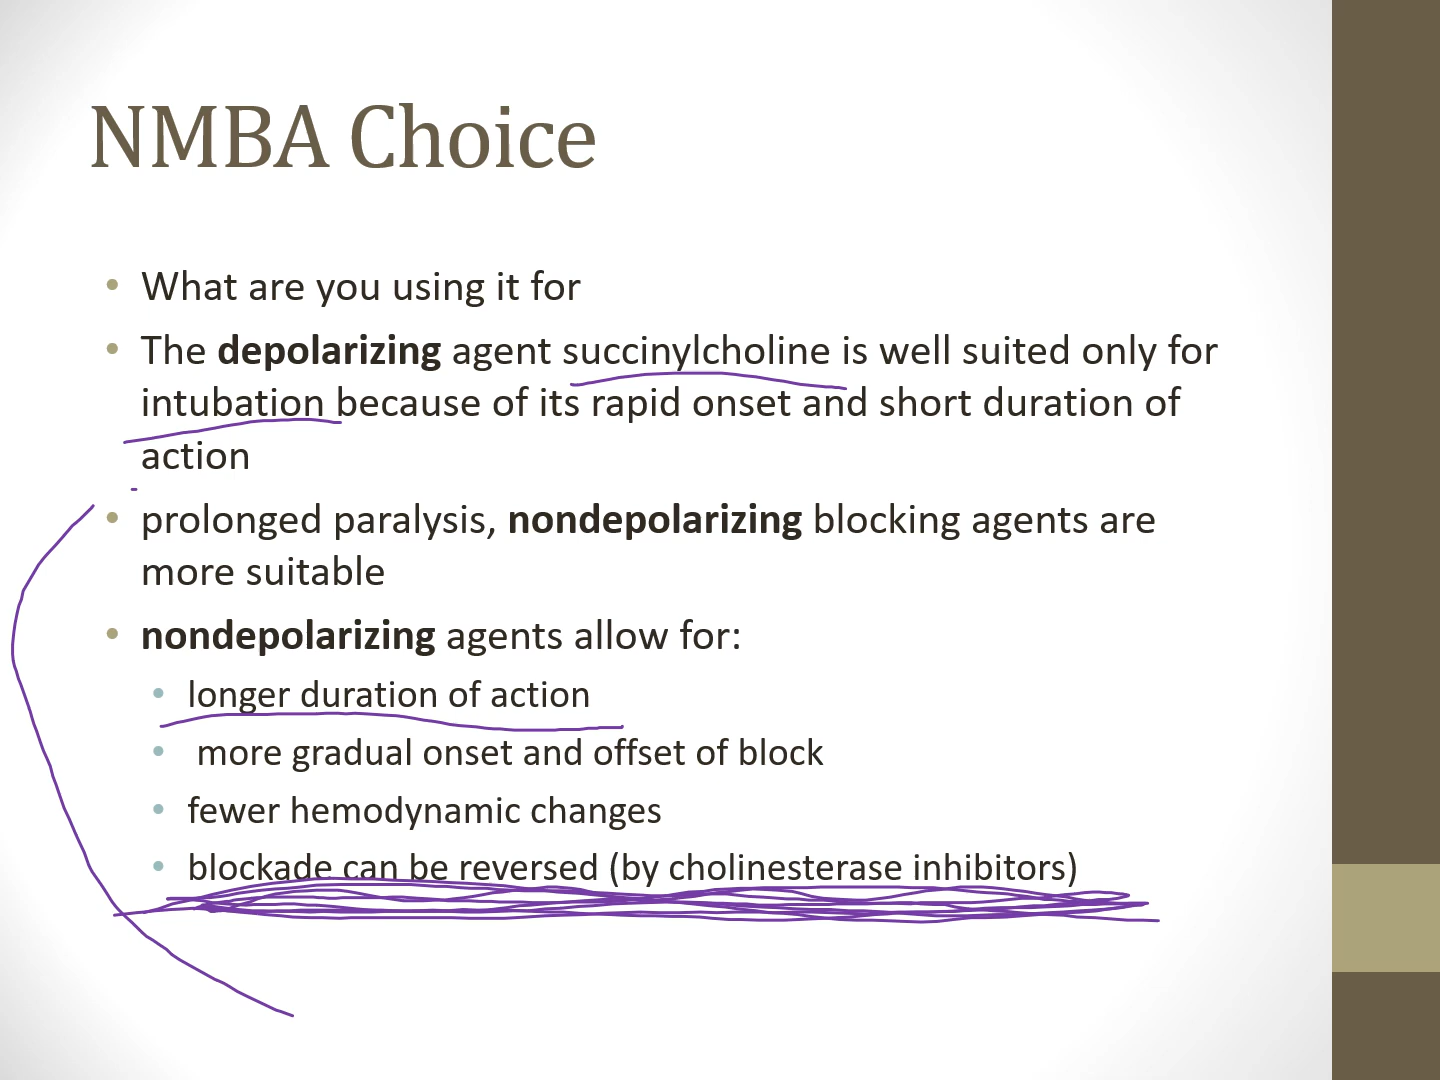 NMBA Choice
• What are you using it for
• The depolarizing agent succinylcholine is well suited only for
intubation because of its rapid onset and short duration of
action
• prolonged paralysis, nondepolarizing blocking agents are
more suitable
• nondepolarizing agents allow for:
• longer duration of action
• more gradual onset and offset of block
• fewer hemodynamic changes
• blockade can be reversed (by cholinesterase inhibitors)